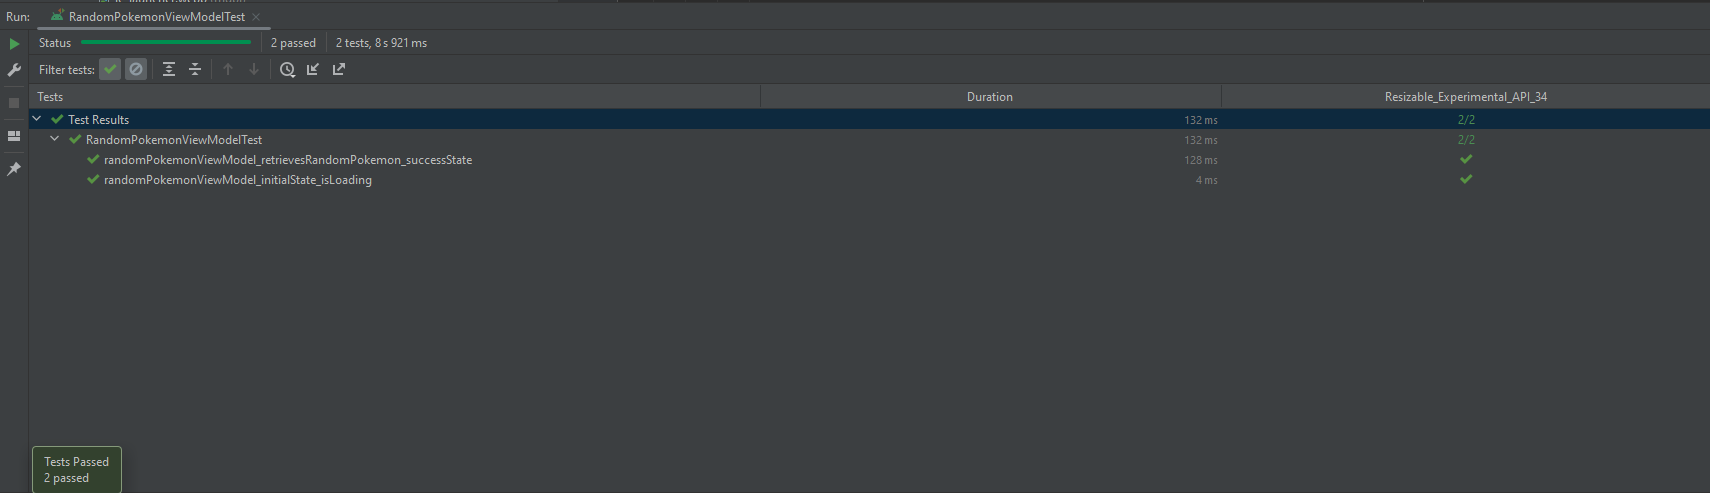 Run: RandomPokemonViewModelTest
Status 2 passed 2 tests, 8 s 921 ms
Filter tests:
Tests Duration Resizable_Experimental_API_34
Test Results 132 ms 2/2
RandomPokemonViewModelTest 132 ms 2/2
randomPokemonViewModel_retrievesRandomPokemon_successState 128 ms
randomPokemonViewModel_initialState_isLoading 4 ms
Tests Passed
2 passed